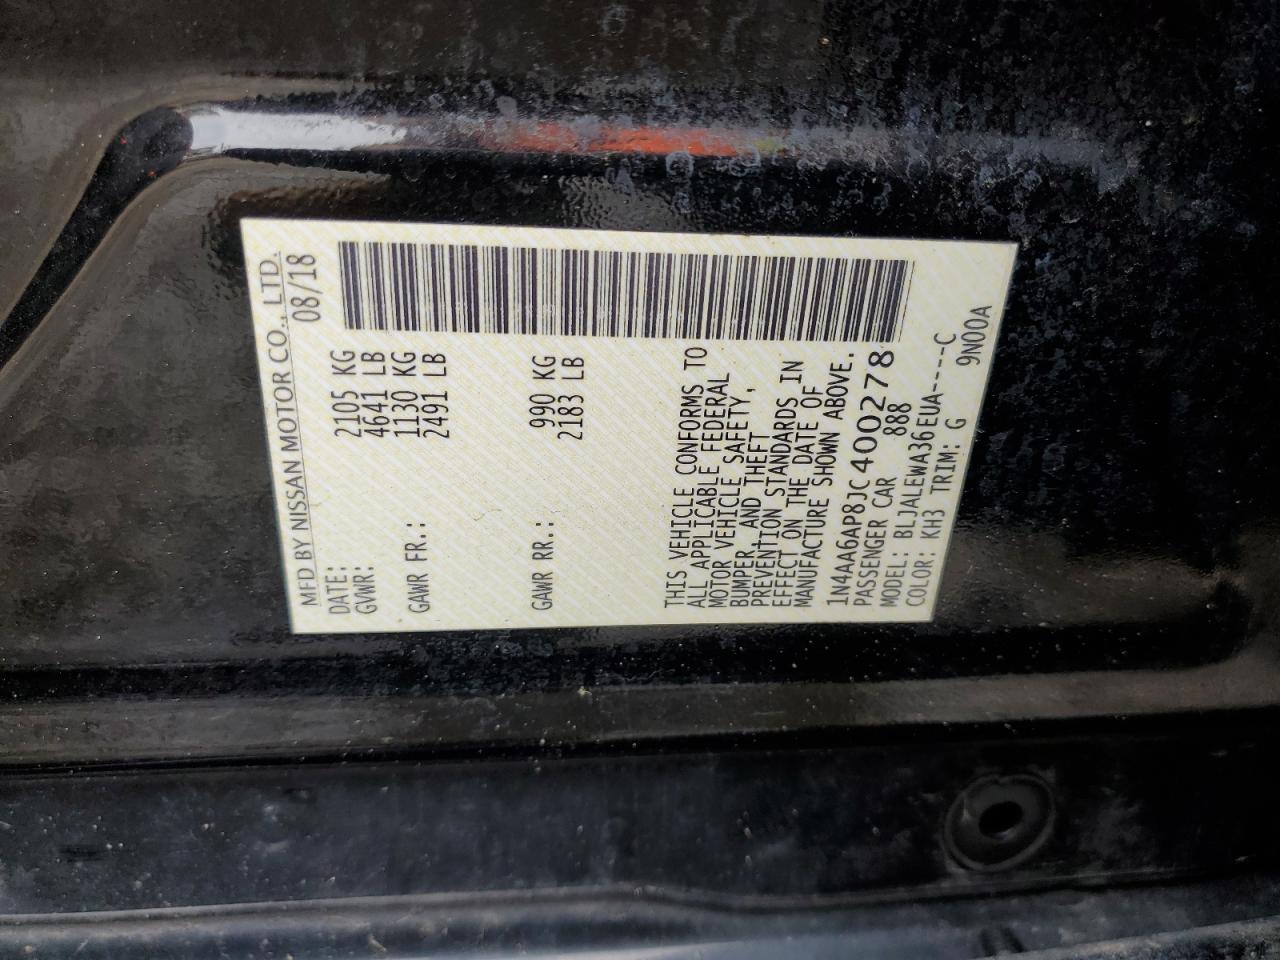 MFD BY NISSAN MOTOR CO., LTD.
DATE: 08/18
GVWR: 2105 KG
4641 LB
GAWR FR.: 1130 KG
2491 LB
GAWR RR.: 990 KG
2183 LB
THIS VEHICLE CONFORMS TO
ALL APPLICABLE FEDERAL
MOTOR VEHICLE SAFETY,
BUMPER, AND THEFT
PREVENTION STANDARDS IN
EFFECT ON THE DATE OF
MANUFACTURE SHOWN ABOVE.
1N4AA6AP8JC400278
PASSENGER CAR 888
MODEL: BLJALEWA36EUA----C
COLOR: KH3 TRIM: G 9N00A